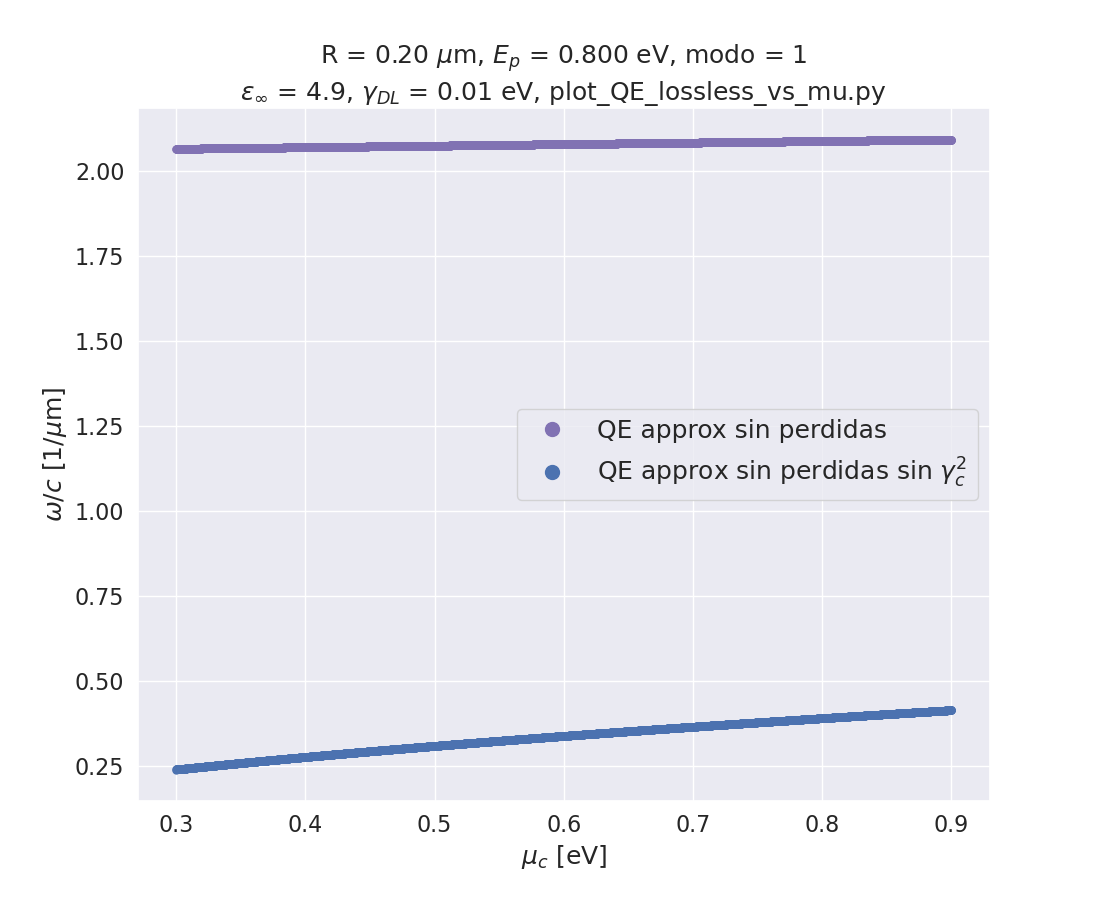 R = 0.20 μm, E_p = 0.800 eV, modo = 1
ε_∞ = 4.9, γ_DL = 0.01 eV, plot_QE_lossless_vs_mu.py
2.00
1.75
1.50
1.25
1.00
0.75
0.50
0.25
ω/c [1/μm]
QE approx sin perdidas
QE approx sin perdidas sin γ_c^2
0.3 0.4 0.5 0.6 0.7 0.8 0.9
μ_c [eV]